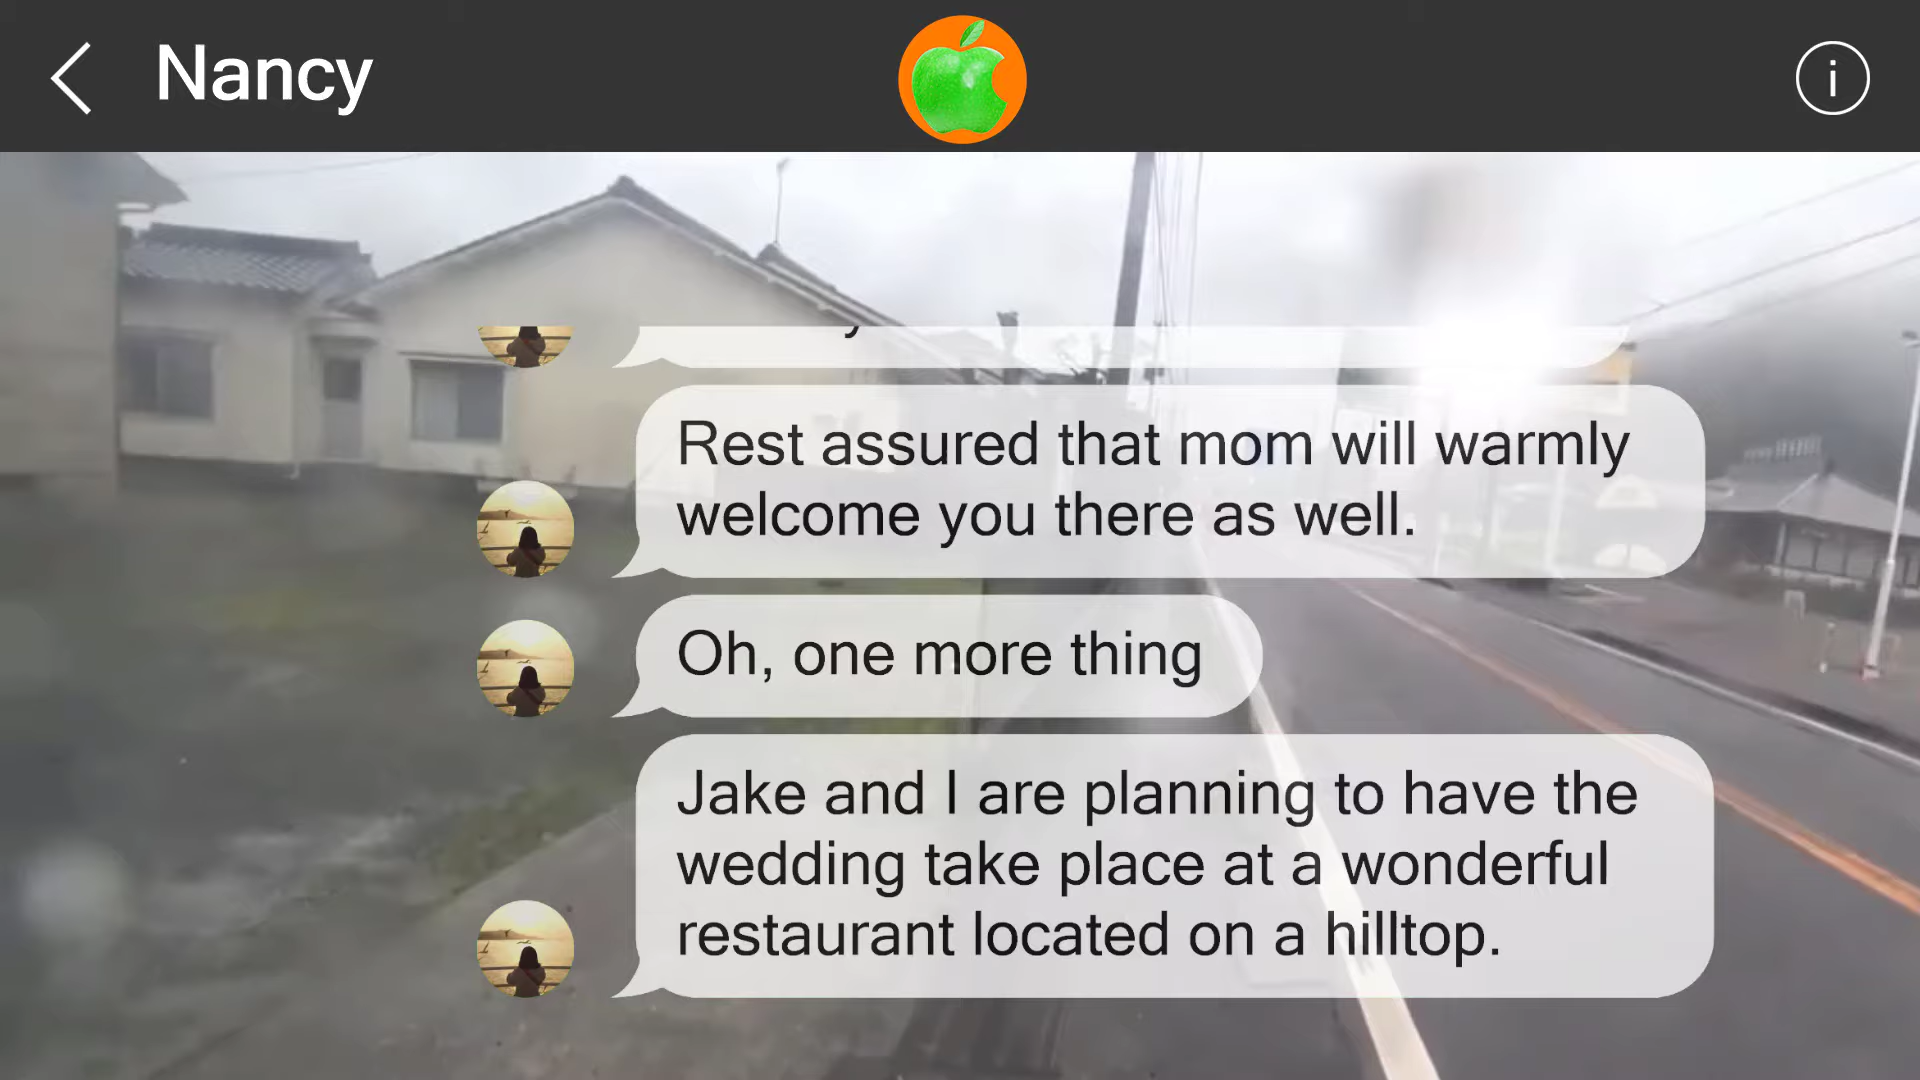 Nancy
Rest assured that mom will warmly
welcome you there as well.
Oh, one more thing
Jake and I are planning to have the
wedding take place at a wonderful
restaurant located on a hilltop.